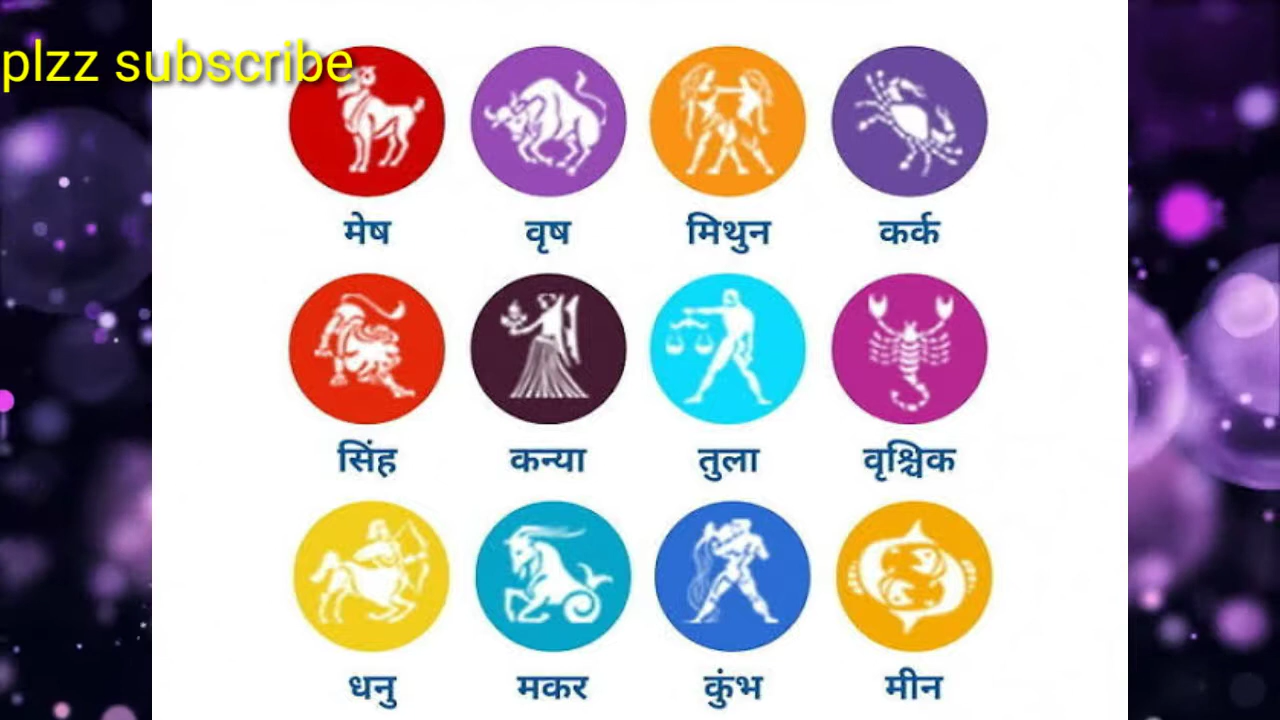 plzz subscribe
मेष वृष मिथुन कर्क
सिंह कन्या तुला वृश्चिक
धनु मकर कुंभ मीन